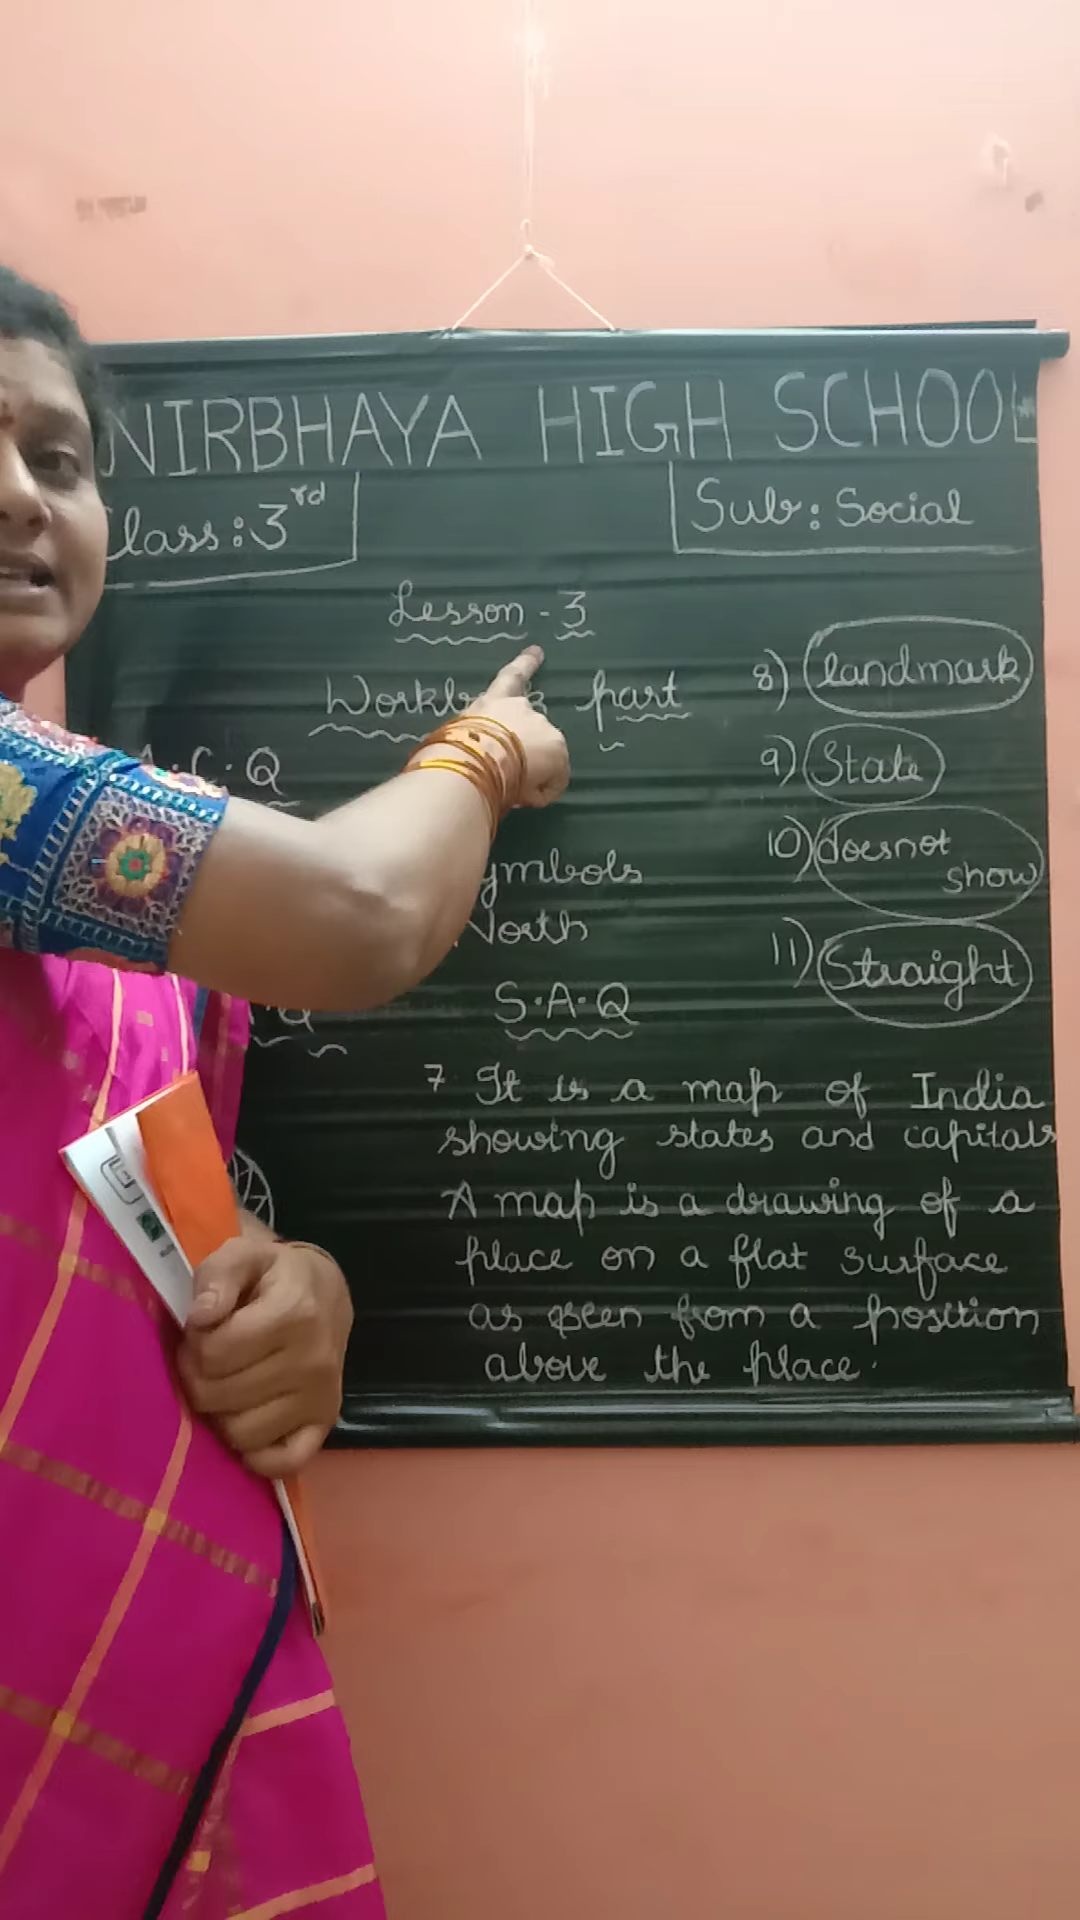 NIRBHAYA HIGH SCHOOL
Class: 3rd
Sub: Social
Lesson - 3
part
C. Q
North
S.A.Q
7. It is a map of India
showing states and capitals
A map is a drawing of a
place on a flat surface
as seen from a position
above the place.
8) landmark
9) State
10) doesnot
show
11) Straight